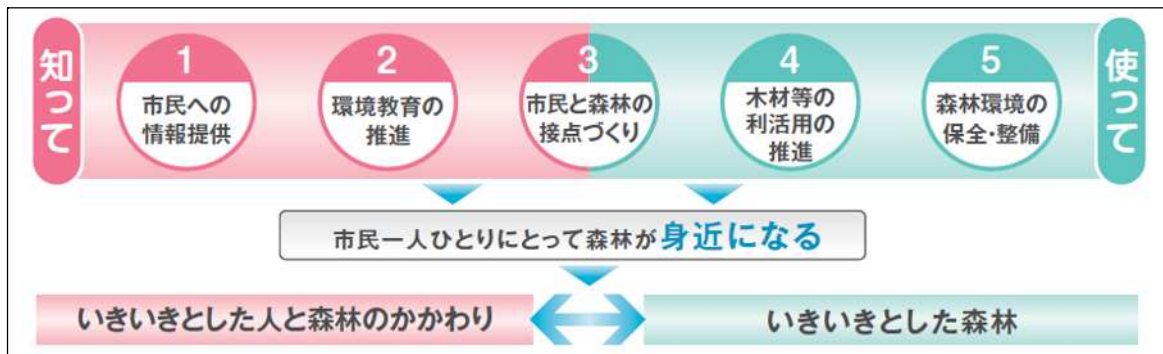 知って
1
市民への
情報提供
2
環境教育の
推進
3
市民と森林の
接点づくり
4
木材等の
利活用の
推進
5
森林環境の
保全・整備
使って
市民一人ひとりにとって森林が身近になる
いきいきとした人と森林のかかわり
いきいきとした森林